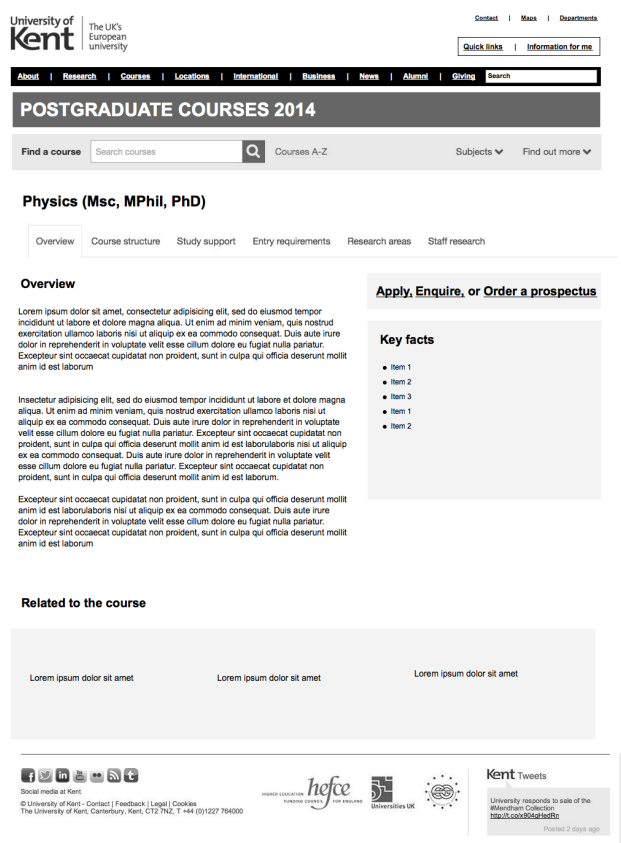 University of
Kent
The UK's
European
university
Contact | Maps | Departments
Quick links | Information for me
About | Research | Courses | Locations | International | Business | News | Alumni | Giving
Search
POSTGRADUATE COURSES 2014
Find a course
Search courses
Courses A-Z
Subjects
Find out more
Physics (Msc, MPhil, PhD)
Overview Course structure Study support Entry requirements Research areas Staff research
Overview
Lorem ipsum dolor sit amet, consectetur adipisicing elit, sed do eiusmod tempor
incididunt ut labore et dolore magna aliqua. Ut enim ad minim veniam, quis nostrud
exercitation ullamco laboris nisi ut aliquip ex ea commodo consequat. Duis aute irure
dolor in reprehenderit in voluptate velit esse cillum dolore eu fugiat nulla pariatur.
Excepteur sint occaecat cupidatat non proident, sunt in culpa qui officia deserunt mollit
anim id est laborum
Insectetur adipisicing elit, sed do eiusmod tempor incididunt ut labore et dolore magna
aliqua. Ut enim ad minim veniam, quis nostrud exercitation ullamco laboris nisi ut
aliquip ex ea commodo consequat. Duis aute irure dolor in reprehenderit in voluptate
velit esse cillum dolore eu fugiat nulla pariatur. Excepteur sint occaecat cupidatat non
proident, sunt in culpa qui officia deserunt mollit anim id est laborulaboris nisi ut aliquip
ex ea commodo consequat. Duis aute irure dolor in reprehenderit in voluptate velit
esse cillum dolore eu fugiat nulla pariatur. Excepteur sint occaecat cupidatat non
proident, sunt in culpa qui officia deserunt mollit anim id est laborum.
Excepteur sint occaecat cupidatat non proident, sunt in culpa qui officia deserunt mollit
anim id est laborulaboris nisi ut aliquip ex ea commodo consequat. Duis aute irure
dolor in reprehenderit in voluptate velit esse cillum dolore eu fugiat nulla pariatur.
Excepteur sint occaecat cupidatat non proident, sunt in culpa qui officia deserunt mollit
anim id est laborum
Apply, Enquire, or Order a prospectus
Key facts
Item 1
Item 2
Item 3
Item 1
Item 2
Related to the course
Lorem ipsum dolor sit amet
Lorem ipsum dolor sit amet
Lorem ipsum dolor sit amet
Social media at Kent
© University of Kent - Contact | Feedback | Legal | Cookies
The University of Kent, Canterbury, Kent, CT2 7NZ, T +44 (0)1227 764000
HIGHER EDUCATION hefce
FUNDING COUNCIL FOR ENGLAND
Universities UK
Kent Tweets
University responds to sale of the
#Mendham Collection
http://t.co/x904gHedRn
Posted 2 days ago